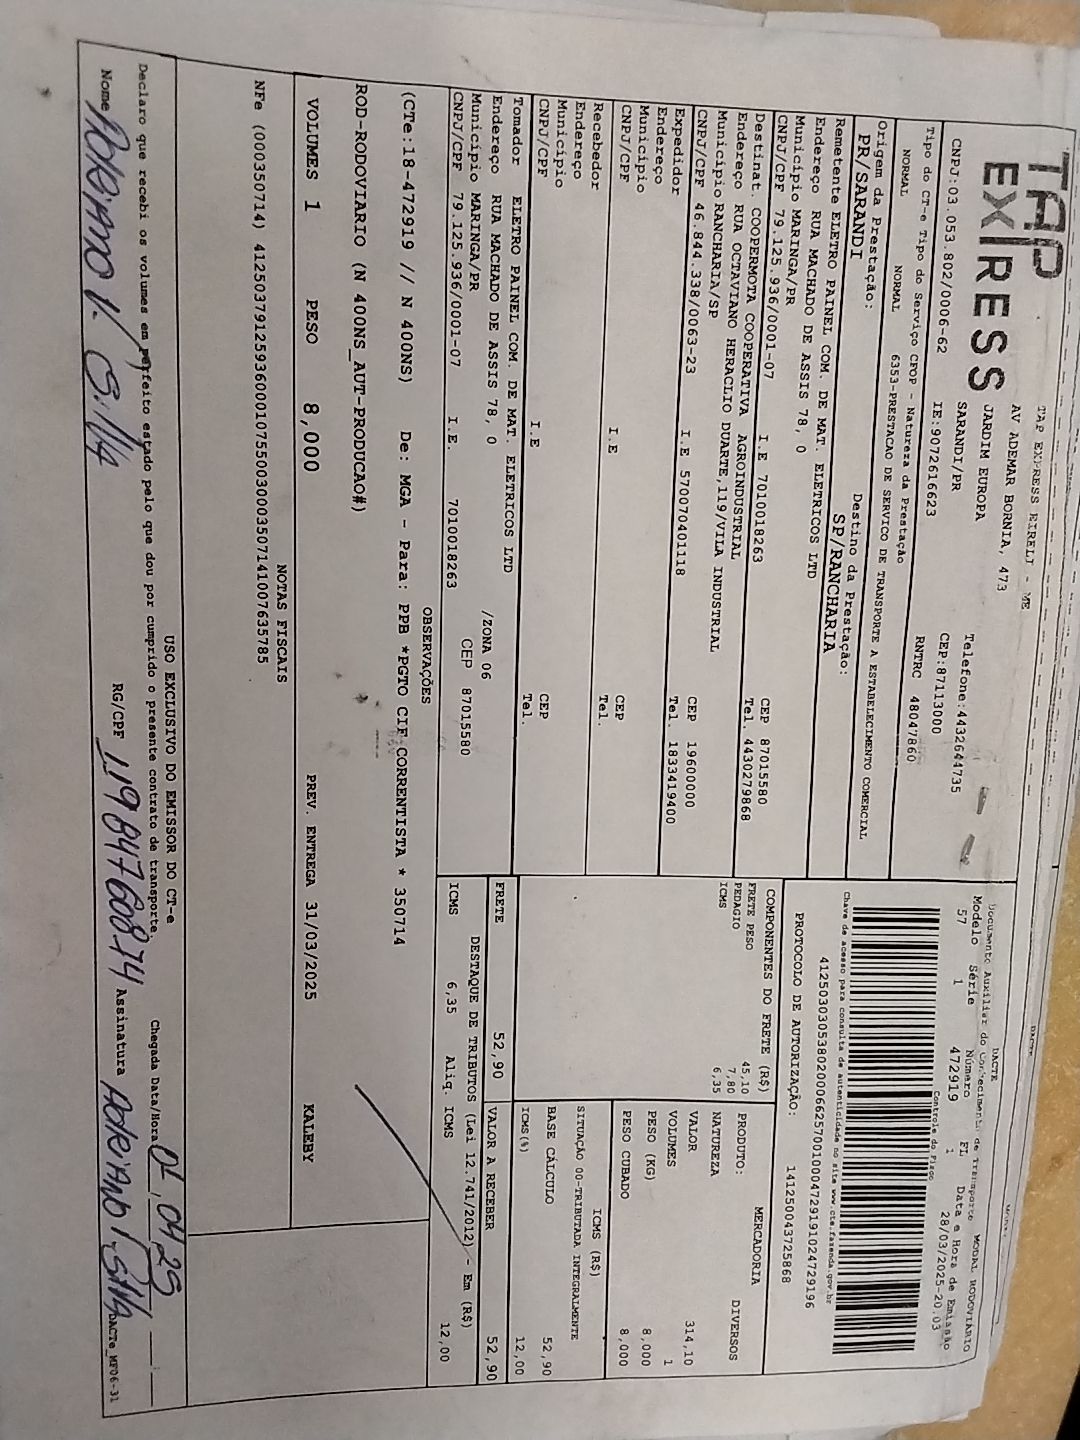 TAP
EXPRESS
TAP EXPRESS EIRELI - ME
AV ADEMAR BORNIA, 473
JARDIM EUROPA
SARANDI/PR
Telefone:4432644735
CNPJ:03.053.802/0006-62 IE:9072616623 CEP:87113000
RNTRC 48047860
Tipo do CT-e Tipo do Serviço CFOP - Natureza da Prestação
NORMAL NORMAL 6353-PRESTACAO DE SERVICO DE TRANSPORTE A ESTABELECIMENTO COMERCIAL
Origem da Prestação: Destino da Prestação:
PR/SARANDI SP/RANCHARIA
DACTE
Documento Auxiliar do Conhecimento de Transporte MODAL RODOVIÁRIO
Modelo Série Número FL Data e Hora de Emissão
57 1 472919 1 28/03/2025-20.03
Controle do Fisco
Chave de acesso para consulta de autenticidade no site www.cte.fazenda.gov.br
41250303053802000662570010004729191024729196
PROTOCOLO DE AUTORIZAÇÃO: 141250043725868
Remetente ELETRO PAINEL COM. DE MAT. ELETRICOS LTD
Endereço RUA MACHADO DE ASSIS 78, 0
Município MARINGA/PR CEP 87015580
CNPJ/CPF 79.125.936/0001-07 I.E 7010018263 Tel. 4430279868
Destinat. COOPERMOTA COOPERATIVA AGROINDUSTRIAL
Endereço RUA OCTAVIANO HERACLIO DUARTE,119/VILA INDUSTRIAL
Município RANCHARIA/SP CEP 19600000
CNPJ/CPF 46.844.338/0063-23 I.E 570070401118 Tel. 1833419400
Expedidor
Endereço
Município CEP
CNPJ/CPF I.E Tel.
Recebedor
Endereço
Município CEP
CNPJ/CPF I.E Tel.
Tomador ELETRO PAINEL COM. DE MAT. ELETRICOS LTD
Endereço RUA MACHADO DE ASSIS 78, 0 /ZONA 06
Município MARINGA/PR CEP 87015580
CNPJ/CPF 79.125.936/0001-07 I.E. 7010018263
COMPONENTES DO FRETE (R$)
FRETE PESO 45,10
PEDAGIO 7,80
ICMS 6,35
MERCADORIA
PRODUTO: DIVERSOS
NATUREZA
VALOR 314,10
VOLUMES 1
PESO (KG) 8,000
PESO CUBADO 8,000
ICMS (R$)
SITUAÇÃO 00-TRIBUTADA INTEGRALMENTE
BASE CÁLCULO 52,90
ICMS(%) 12,00
FRETE 52,90 VALOR A RECEBER 52,90
DESTAQUE DE TRIBUTOS (Lei 12.741/2012) - Em (R$)
ICMS 6,35 Aliq. ICMS 12,00
OBSERVAÇÕES
(CTe:18-472919 // N 400NS) De: MGA - Para: PPB *PGTO CIF CORRENTISTA * 350714
ROD-RODOVIARIO (N 400NS_AUT-PRODUCAO#)
VOLUMES 1 PESO 8,000 PREV. ENTREGA 31/03/2025 KALEBY
NOTAS FISCAIS
NFe (000350714) 41250379125936000107550030003507141007635785
USO EXCLUSIVO DO EMISSOR DO CT-e
Declaro que recebi os volumes em perfeito estado pelo que dou por cumprido o presente contrato de transporte.
Chegada Data/Hora 04 25
Nome Adriano V. Silva RG/CPF 11984760874 Assinatura Adriano V. Silva
DACTe_MF06-31